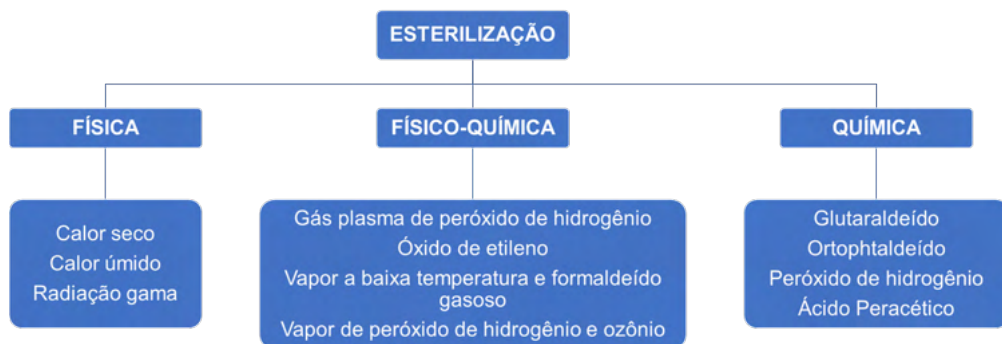 ESTERILIZAÇÃO
FÍSICA
FÍSICO-QUÍMICA
QUÍMICA
Calor seco
Calor úmido
Radiação gama
Gás plasma de peróxido de hidrogênio
Óxido de etileno
Vapor a baixa temperatura e formaldeído
gasoso
Vapor de peróxido de hidrogênio e ozônio
Glutaraldeído
Ortophtaldeído
Peróxido de hidrogênio
Ácido Peracético